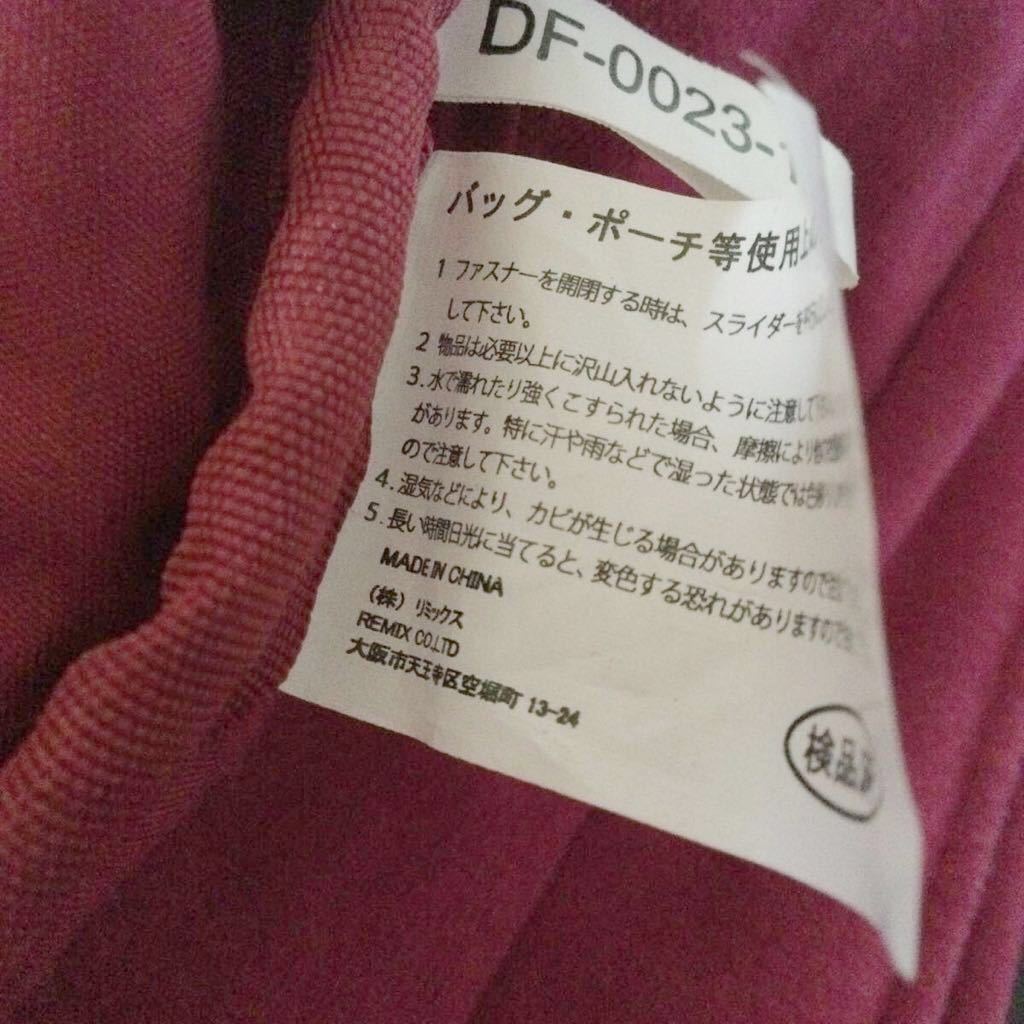 DF-0023-1
バッグ・ポーチ等使用上
1 ファスナーを開閉する時は、スライダーを
して下さい。
2 物品は必要以上に沢山入れないように注意して
3.水で濡れたり強くこすられた場合、摩擦により
があります。特に汗や雨などで湿った状態では
ので注意して下さい。
4.湿気などにより、カビが生じる場合がありますので
5.長い時間日光に当てると、変色する恐れがありますので
MADE IN CHINA
(株)リミックス
REMIX CO.LTD
大阪市天王寺区空堀町 13-24
検品済